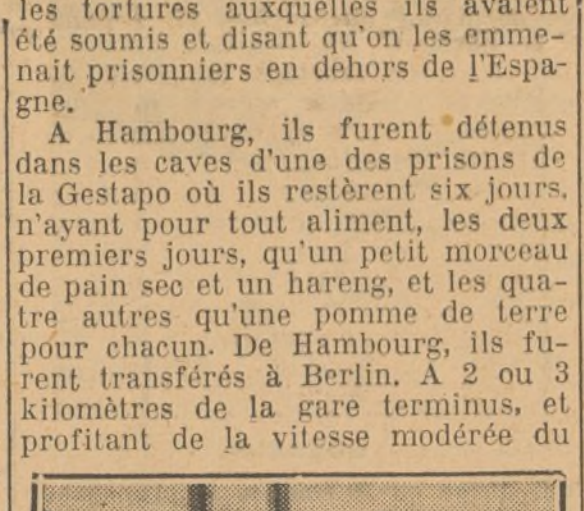 les tortures auxquelles ils avaient
été soumis et disant qu'on les emme-
nait prisonniers en dehors de l'Espa-
gne.
A Hambourg, ils furent détenus
dans les caves d'une des prisons de
la Gestapo où ils restèrent six jours,
n'ayant pour tout aliment, les deux
premiers jours, qu'un petit morceau
de pain sec et un hareng, et les qua-
tre autres qu'une pomme de terre
pour chacun. De Hambourg, ils fu-
rent transférés à Berlin. A 2 ou 3
kilomètres de la gare terminus, et
profitant de la vitesse modérée du